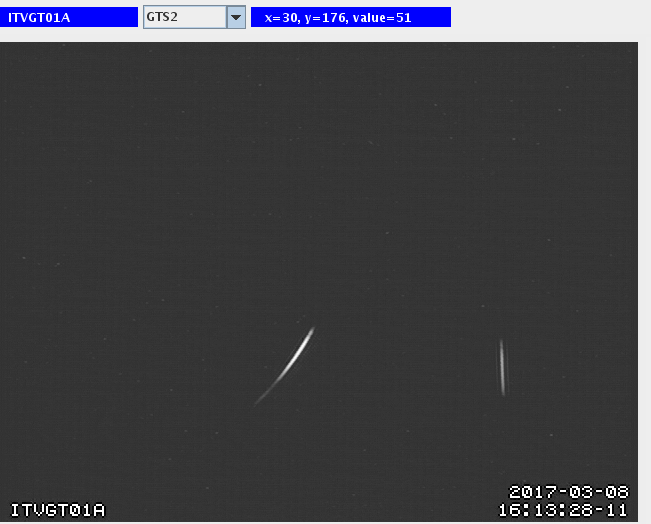 ITVGT01A GTS2 x=30, y=176, value=51
2017-03-08
ITVGT01A 16:13:28-11